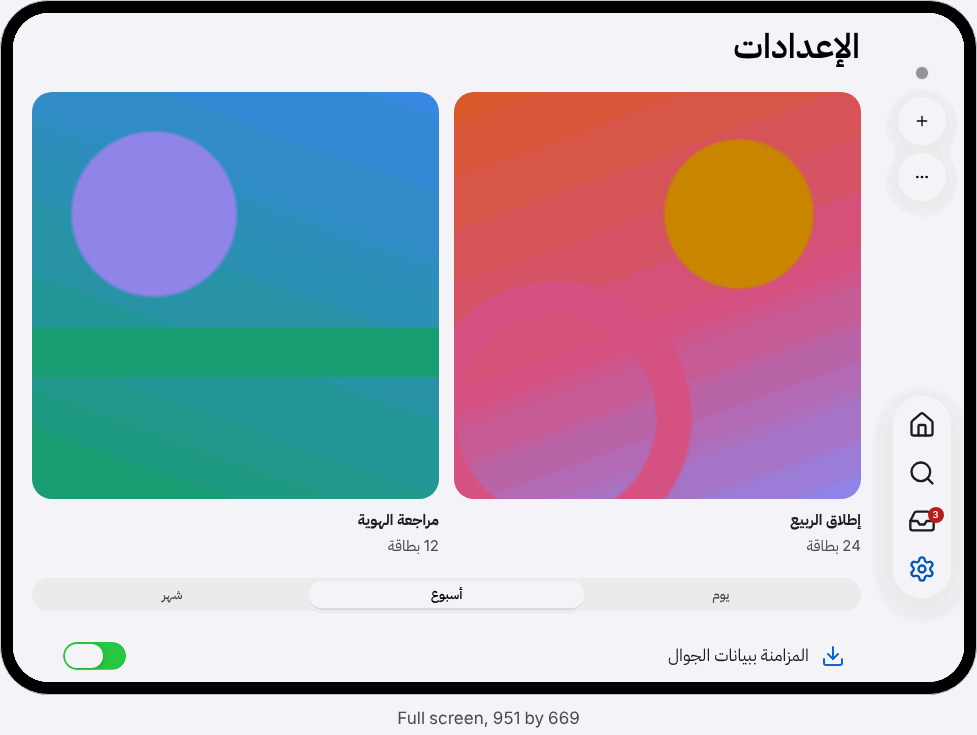 الإعدادات
+
...
3
إطلاق الربيع
24 بطاقة
مراجعة الهوية
12 بطاقة
يوم
أسبوع
شهر
المزامنة ببيانات الجوال
Full screen, 951 by 669